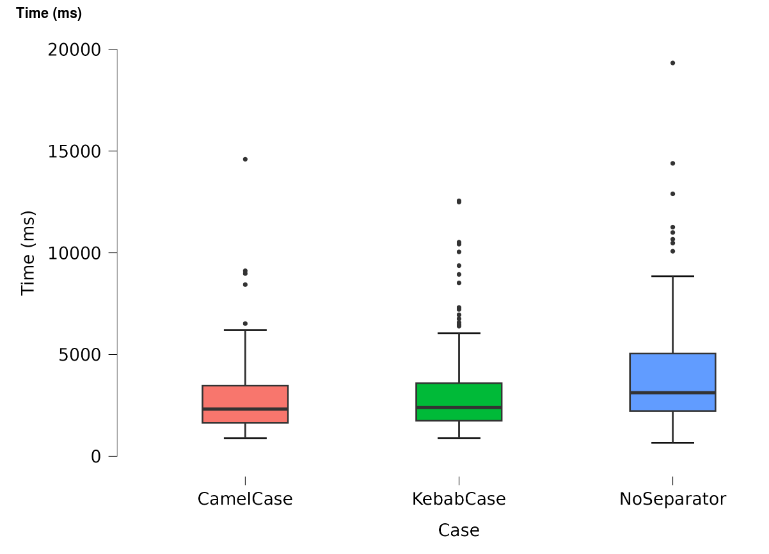 Time (ms)
20000
15000
10000
5000
0
Time (ms)
CamelCase
KebabCase
NoSeparator
Case